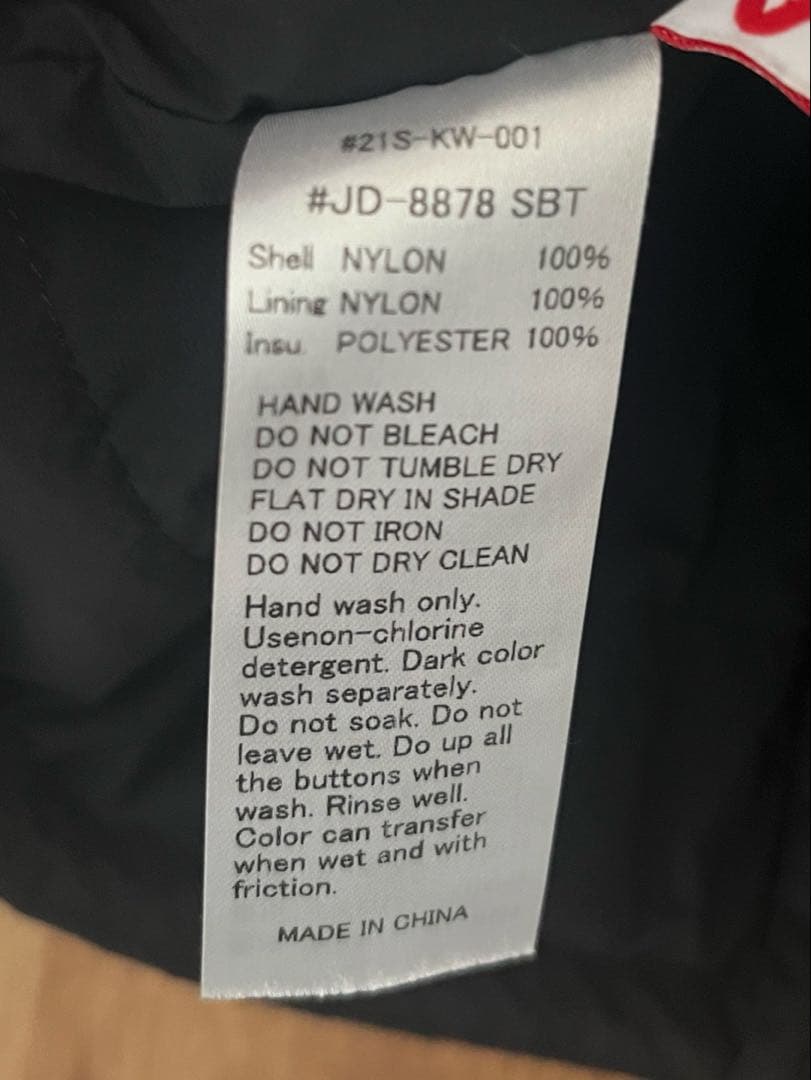 #21S-KW-001
#JD-8878 SBT
Shell NYLON 100%
Lining NYLON 100%
Insu. POLYESTER 100%
HAND WASH
DO NOT BLEACH
DO NOT TUMBLE DRY
FLAT DRY IN SHADE
DO NOT IRON
DO NOT DRY CLEAN
Hand wash only.
Usenon-chlorine
detergent. Dark color
wash separately.
Do not soak. Do not
leave wet. Do up all
the buttons when
wash. Rinse well.
Color can transfer
when wet and with
friction.
MADE IN CHINA